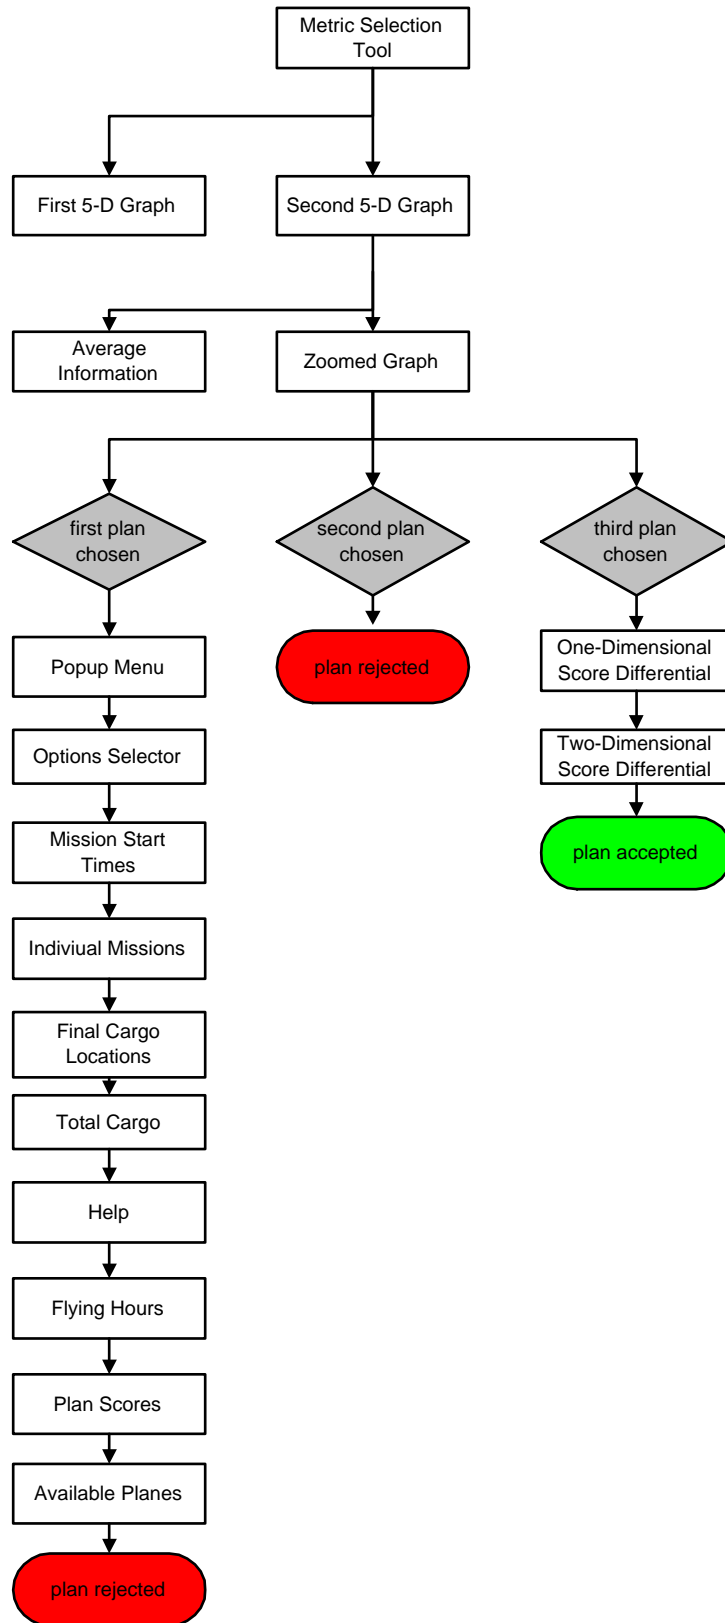 Metric Selection
Tool
First 5-D Graph
Second 5-D Graph
Average
Information
Zoomed Graph
first plan
chosen
second plan
chosen
third plan
chosen
Popup Menu
plan rejected
One-Dimensional
Score Differential
Options Selector
Two-Dimensional
Score Differential
Mission Start
Times
plan accepted
Indiviual Missions
Final Cargo
Locations
Total Cargo
Help
Flying Hours
Plan Scores
Available Planes
plan rejected